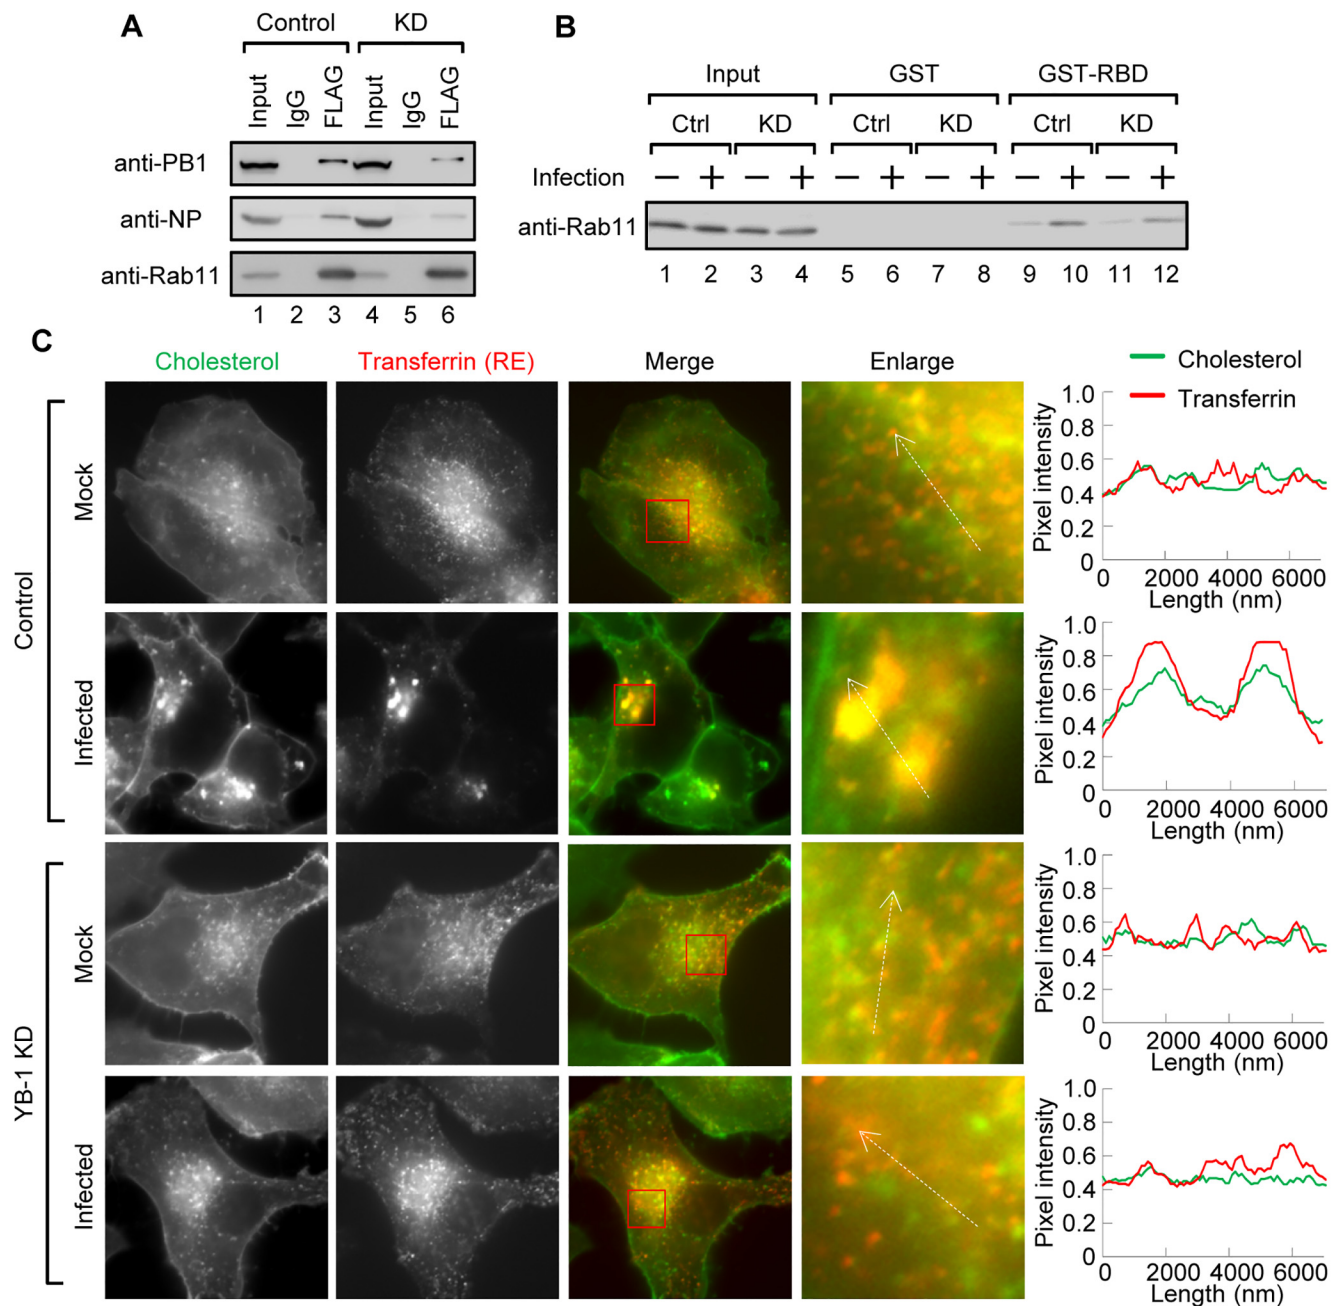 A
Control KD
Input IgG FLAG Input IgG FLAG
anti-PB1
anti-NP
anti-Rab11
1 2 3 4 5 6
B
Input GST GST-RBD
Ctrl KD Ctrl KD Ctrl KD
Infection − + − + − + − + − + − +
anti-Rab11
1 2 3 4 5 6 7 8 9 10 11 12
C
Cholesterol Transferrin (RE) Merge Enlarge
Cholesterol
Transferrin
Control
Mock
Pixel intensity
1.0
0.8
0.6
0.4
0.2
0
0 2000 4000 6000
Length (nm)
Infected
Pixel intensity
1.0
0.8
0.6
0.4
0.2
0
0 2000 4000 6000
Length (nm)
YB-1 KD
Mock
Pixel intensity
1.0
0.8
0.6
0.4
0.2
0
0 2000 4000 6000
Length (nm)
Infected
Pixel intensity
1.0
0.8
0.6
0.4
0.2
0
0 2000 4000 6000
Length (nm)